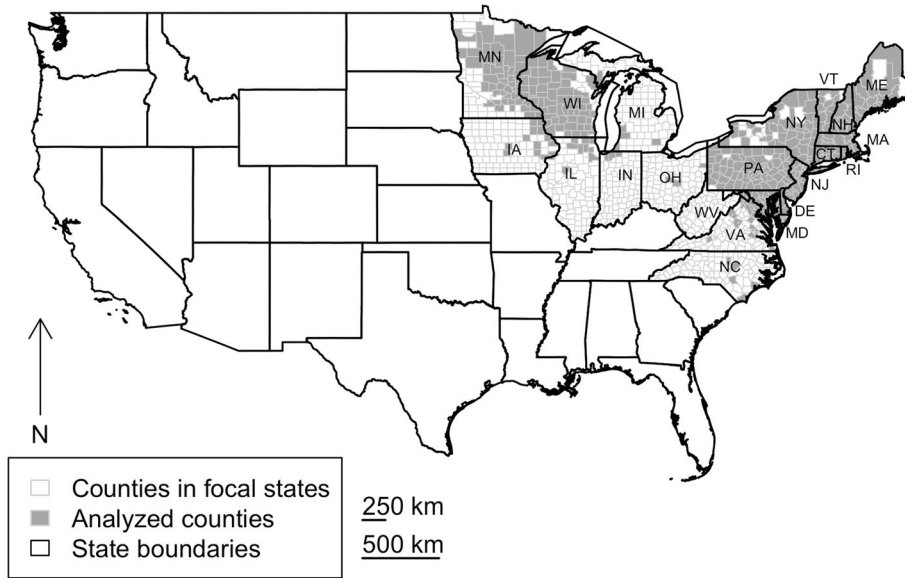 MN
WI
MI
IA
IL
IN
OH
WV
VA
NC
PA
NY
VT
NH
ME
MA
CT
RI
NJ
DE
MD
N
Counties in focal states
Analyzed counties
State boundaries
250 km
500 km